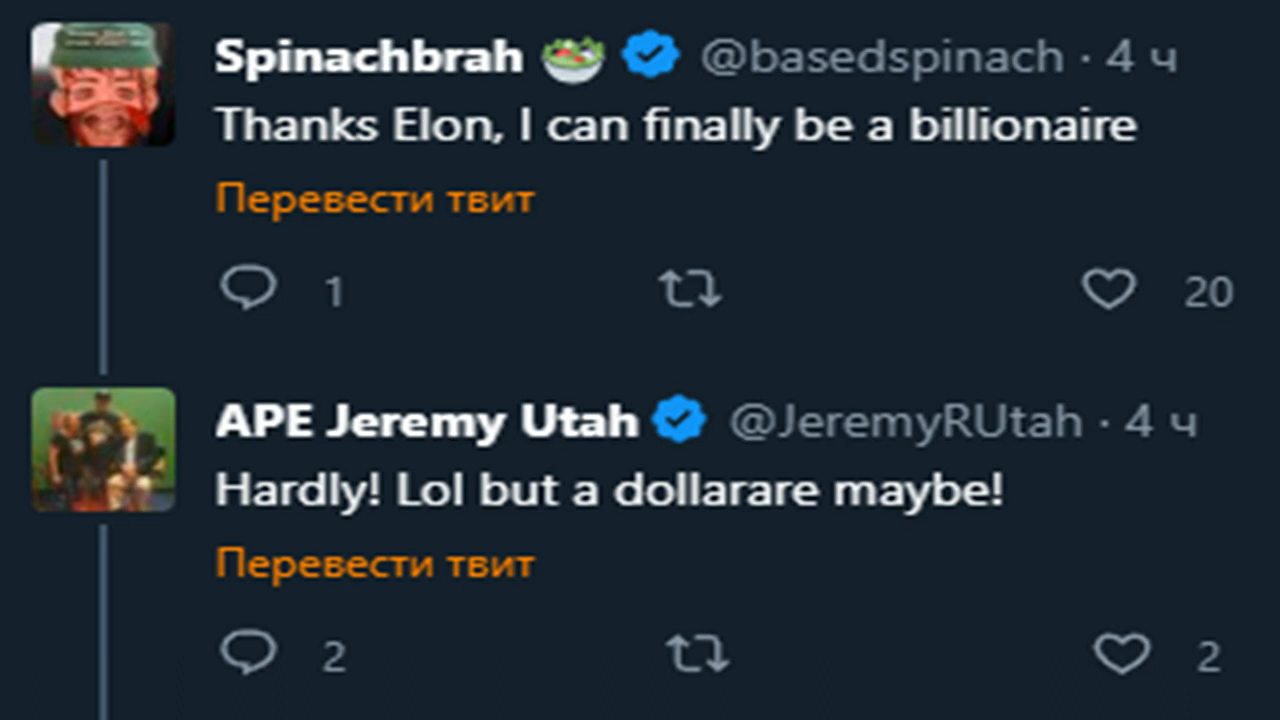 Spinachbrah 🥗 @basedspinach · 4 ч
Thanks Elon, I can finally be a billionaire
Перевести твит
1 20
APE Jeremy Utah @JeremyRUtah · 4 ч
Hardly! Lol but a dollarare maybe!
Перевести твит
2 2